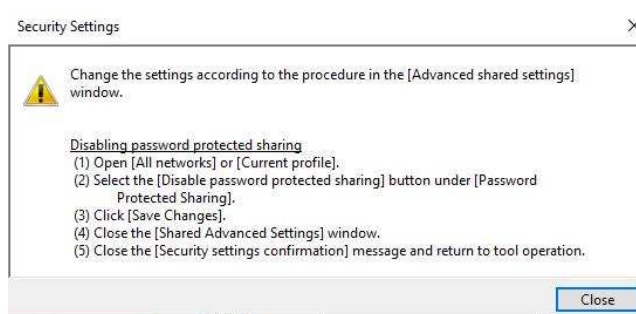 Security Settings
Change the settings according to the procedure in the [Advanced shared settings]
window.
Disabling password protected sharing
(1) Open [All networks] or [Current profile].
(2) Select the [Disable password protected sharing] button under [Password
Protected Sharing].
(3) Click [Save Changes].
(4) Close the [Shared Advanced Settings] window.
(5) Close the [Security settings confirmation] message and return to tool operation.
Close